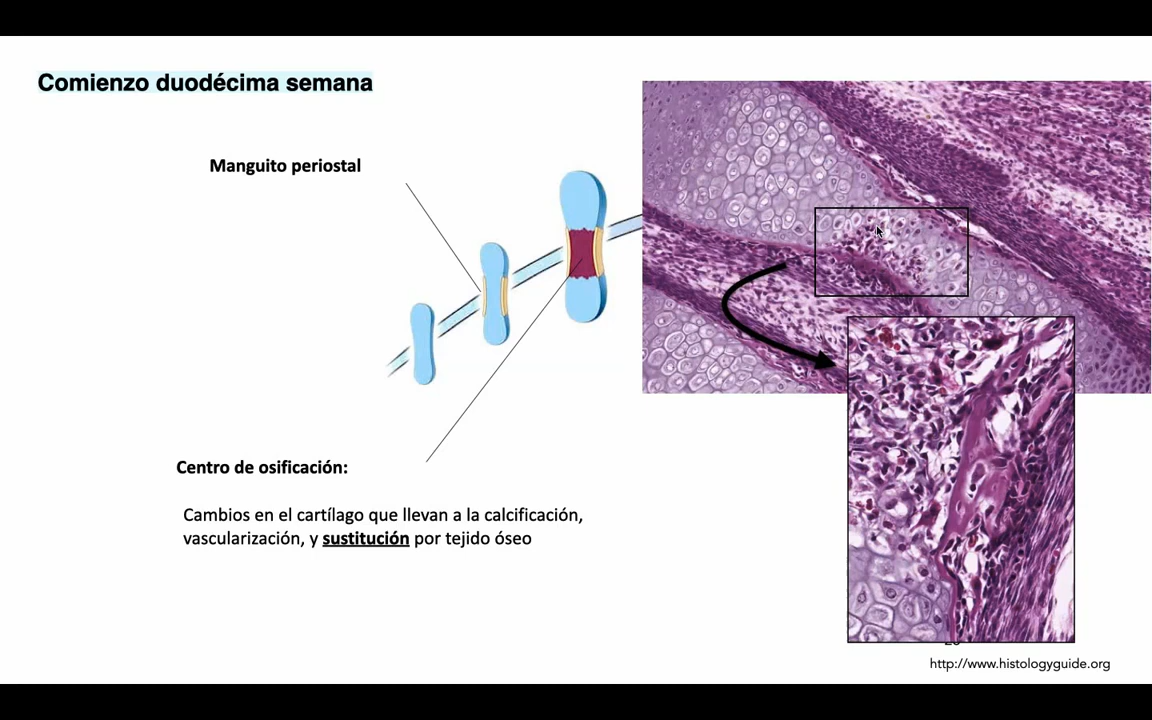 Comienzo duodécima semana
Manguito periostal
Centro de osificación:
Cambios en el cartílago que llevan a la calcificación,
vascularización, y sustitución por tejido óseo
http://www.histologyguide.org